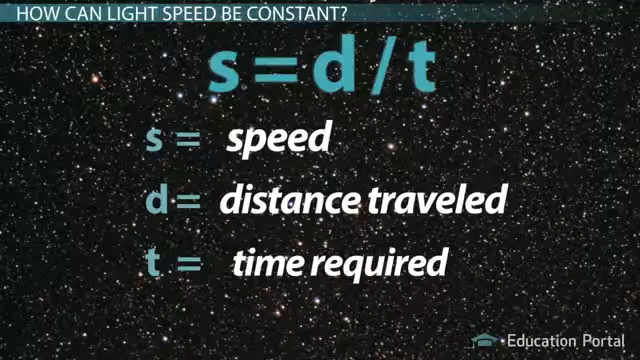 HOW CAN LIGHT SPEED BE CONSTANT?
s = d / t
s = speed
d = distance traveled
t = time required
Education Portal